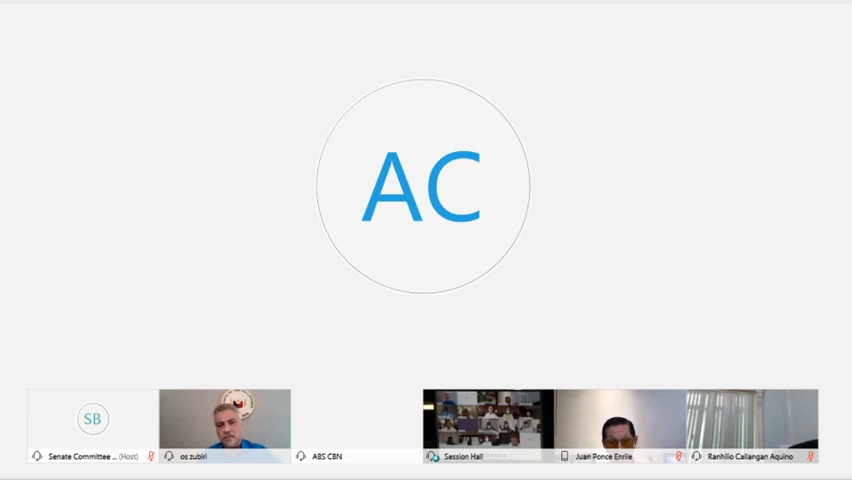 AC
SB
Senate Committee ... (Host)
os zubiri
ABS CBN
Session Hall
Juan Ponce Enrile
Ranhilio Callangan Aquino